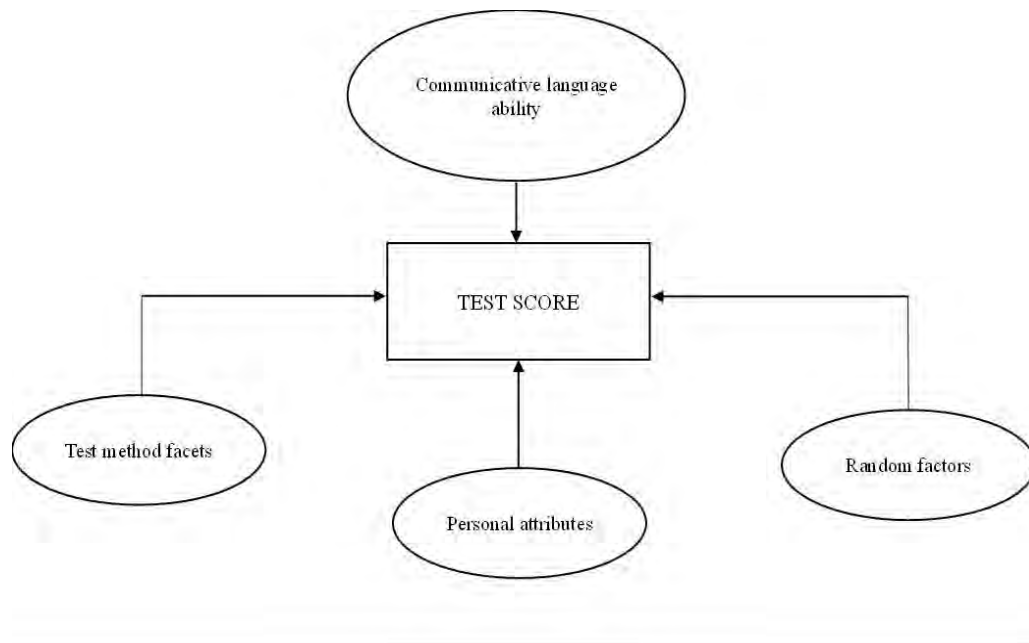 Communicative language
ability
TEST SCORE
Test method facets
Random factors
Personal attributes